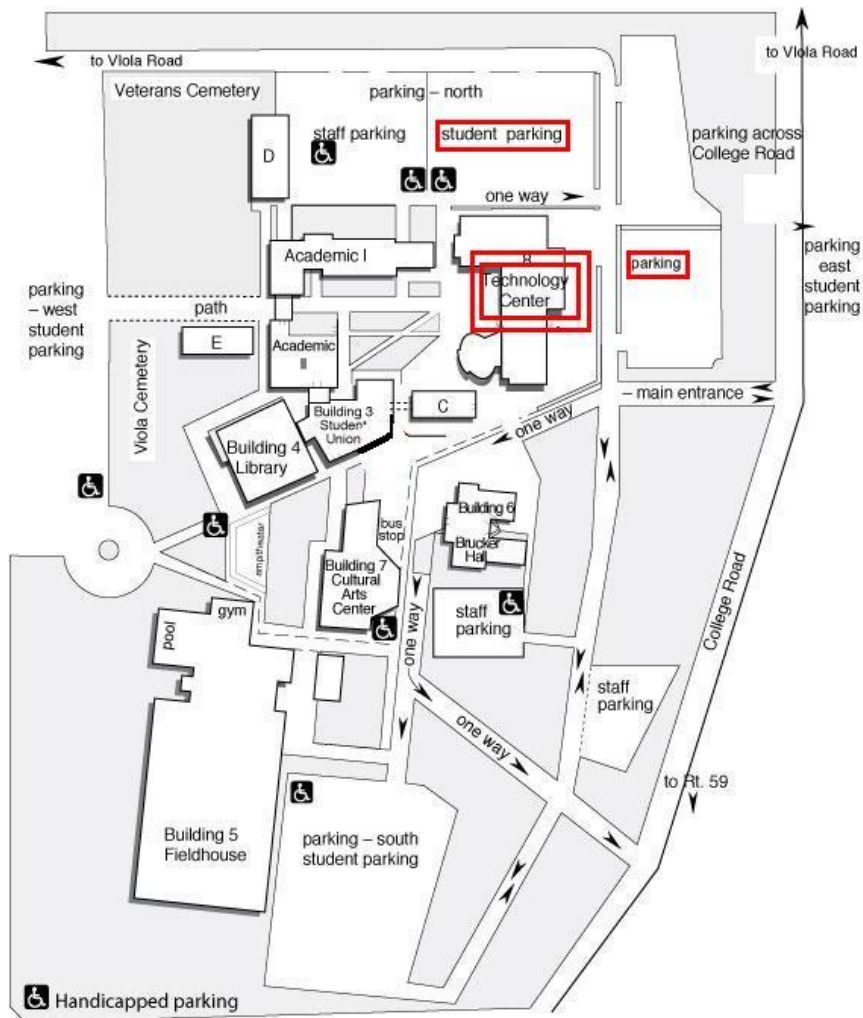 to VIola Road
to VIola Road
Veterans Cemetery
parking – north
staff parking
student parking
parking across
College Road
D
one way
Academic I
8
Technology
Center
parking
parking
east
student
parking
parking
– west
student
parking
path
E
Academic
Viola Cemetery
C
– main entrance
Building 3
Student
Union
one way
Building 4
Library
Building 6
Brucker
Hall
bus
stop
ampitheater
Building 7
Cultural
Arts
Center
gym
pool
staff
parking
one way
College Road
staff
parking
one way
to Rt. 59
Building 5
Fieldhouse
parking – south
student parking
Handicapped parking